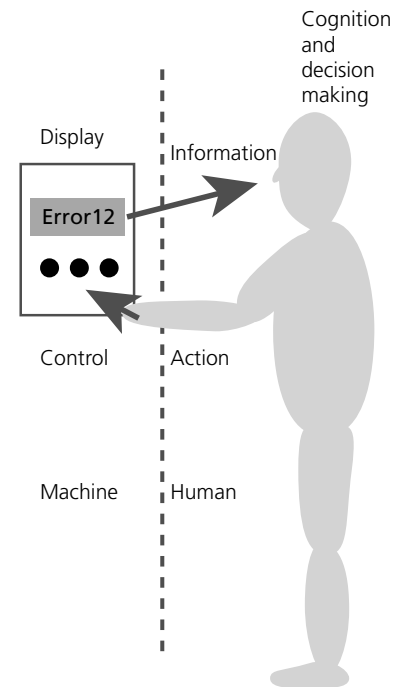 Cognition
and
decision
making
Display
Information
Error12
Control
Action
Machine
Human